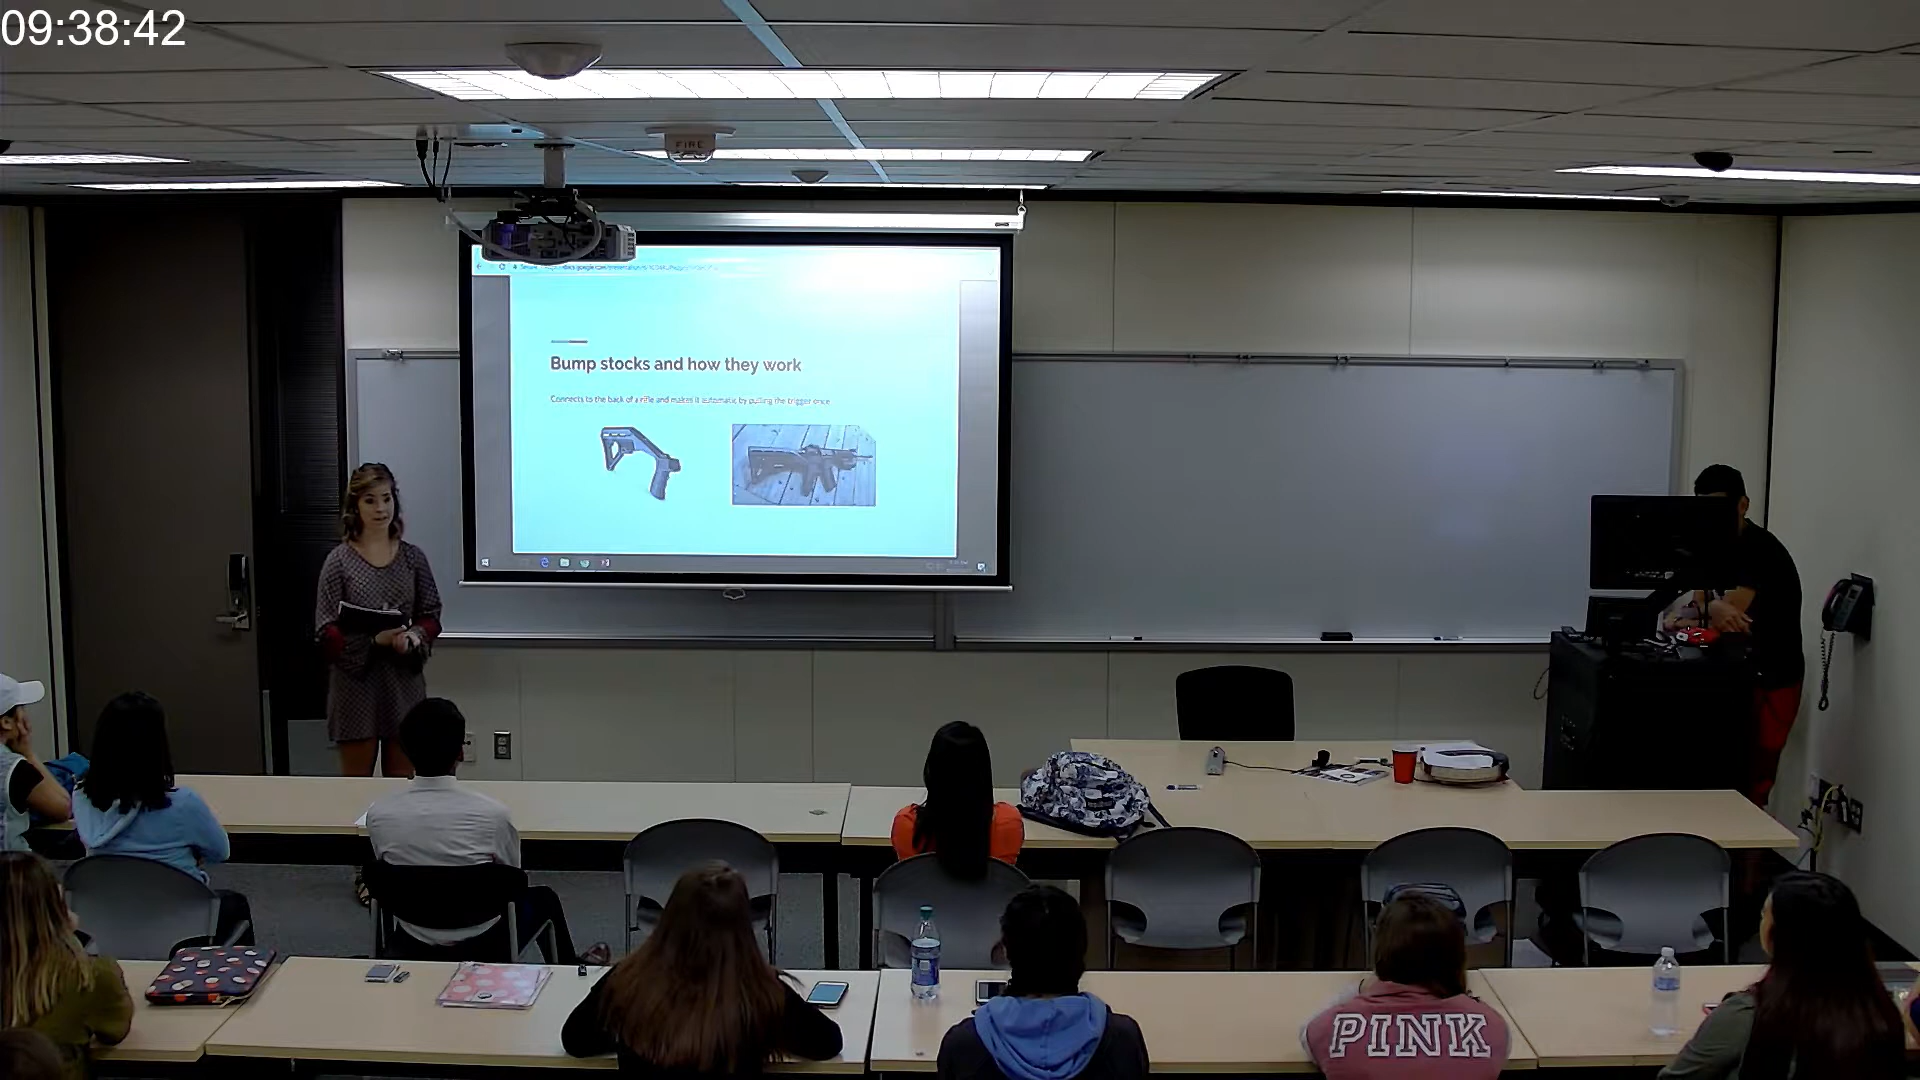 09:38:42
FIRE
Bump stocks and how they work
Connects to the back of a rifle and makes it automatic by pulling the trigger once
PINK